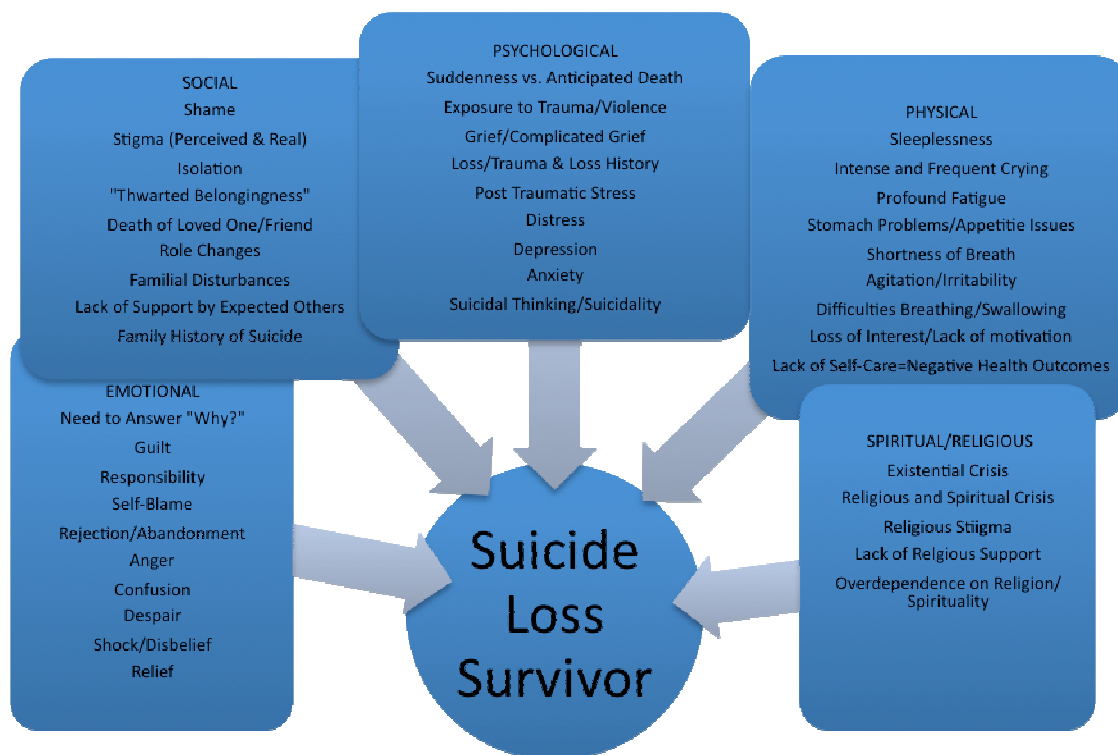 SOCIAL
Shame
Stigma (Perceived & Real)
Isolation
"Thwarted Belongingness"
Death of Loved One/Friend
Role Changes
Familial Disturbances
Lack of Support by Expected Others
Family History of Suicide
PSYCHOLOGICAL
Suddenness vs. Anticipated Death
Exposure to Trauma/Violence
Grief/Complicated Grief
Loss/Trauma & Loss History
Post Traumatic Stress
Distress
Depression
Anxiety
Suicidal Thinking/Suicidality
PHYSICAL
Sleeplessness
Intense and Frequent Crying
Profound Fatigue
Stomach Problems/Appetitie Issues
Shortness of Breath
Agitation/Irritability
Difficulties Breathing/Swallowing
Loss of Interest/Lack of motivation
Lack of Self-Care=Negative Health Outcomes
EMOTIONAL
Need to Answer "Why?"
Guilt
Responsibility
Self-Blame
Rejection/Abandonment
Anger
Confusion
Despair
Shock/Disbelief
Relief
SPIRITUAL/RELIGIOUS
Existential Crisis
Religious and Spiritual Crisis
Religious Stiigma
Lack of Relgious Support
Overdependence on Religion/
Spirituality
Suicide
Loss
Survivor